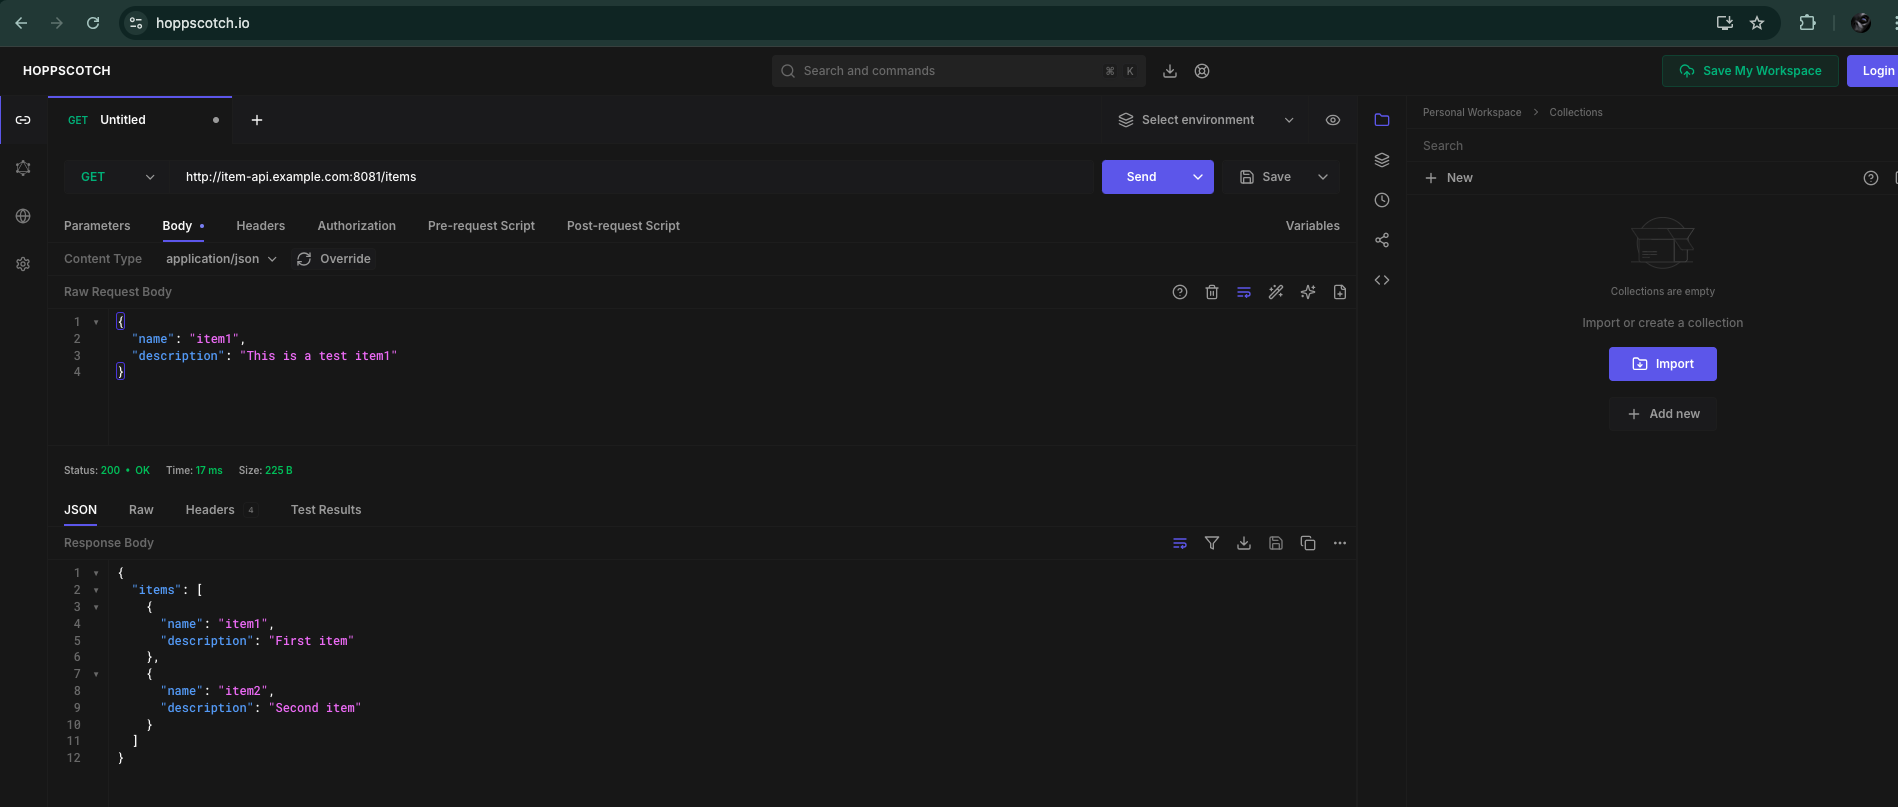 hoppscotch.io
HOPPSCOTCH
Search and commands
⌘ K
Save My Workspace
Login
GET Untitled
Select environment
Personal Workspace > Collections
Search
New
GET
http://item-api.example.com:8081/items
Send
Save
Parameters
Body
Headers
Authorization
Pre-request Script
Post-request Script
Variables
Content Type
application/json
Override
Raw Request Body
1 {
2 "name": "item1",
3 "description": "This is a test item1"
4 }
Collections are empty
Import or create a collection
Import
Add new
Status: 200 • OK Time: 17 ms Size: 225 B
JSON
Raw
Headers 4
Test Results
Response Body
1 {
2 "items": [
3 {
4 "name": "item1",
5 "description": "First item"
6 },
7 {
8 "name": "item2",
9 "description": "Second item"
10 }
11 ]
12 }